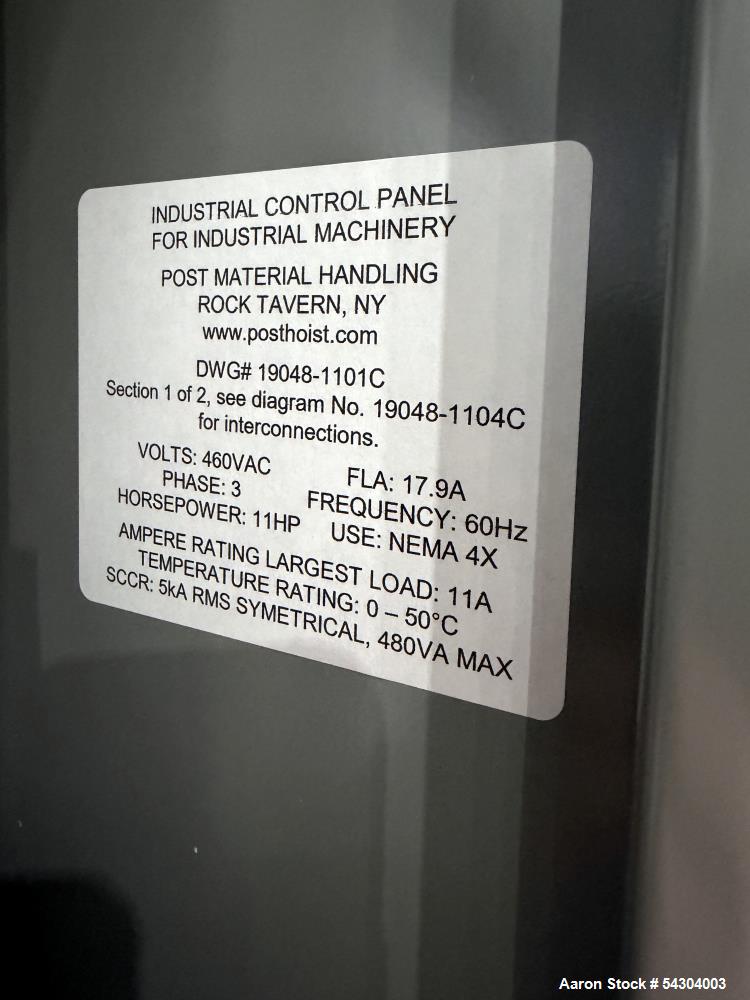 INDUSTRIAL CONTROL PANEL
FOR INDUSTRIAL MACHINERY
POST MATERIAL HANDLING
ROCK TAVERN, NY
www.posthoist.com
DWG# 19048-1101C
Section 1 of 2, see diagram No. 19048-1104C
for interconnections.
VOLTS: 460VAC FLA: 17.9A
PHASE: 3 FREQUENCY: 60Hz
HORSEPOWER: 11HP USE: NEMA 4X
AMPERE RATING LARGEST LOAD: 11A
TEMPERATURE RATING: 0 – 50°C
SCCR: 5kA RMS SYMETRICAL, 480VA MAX
Aaron Stock # 54304003